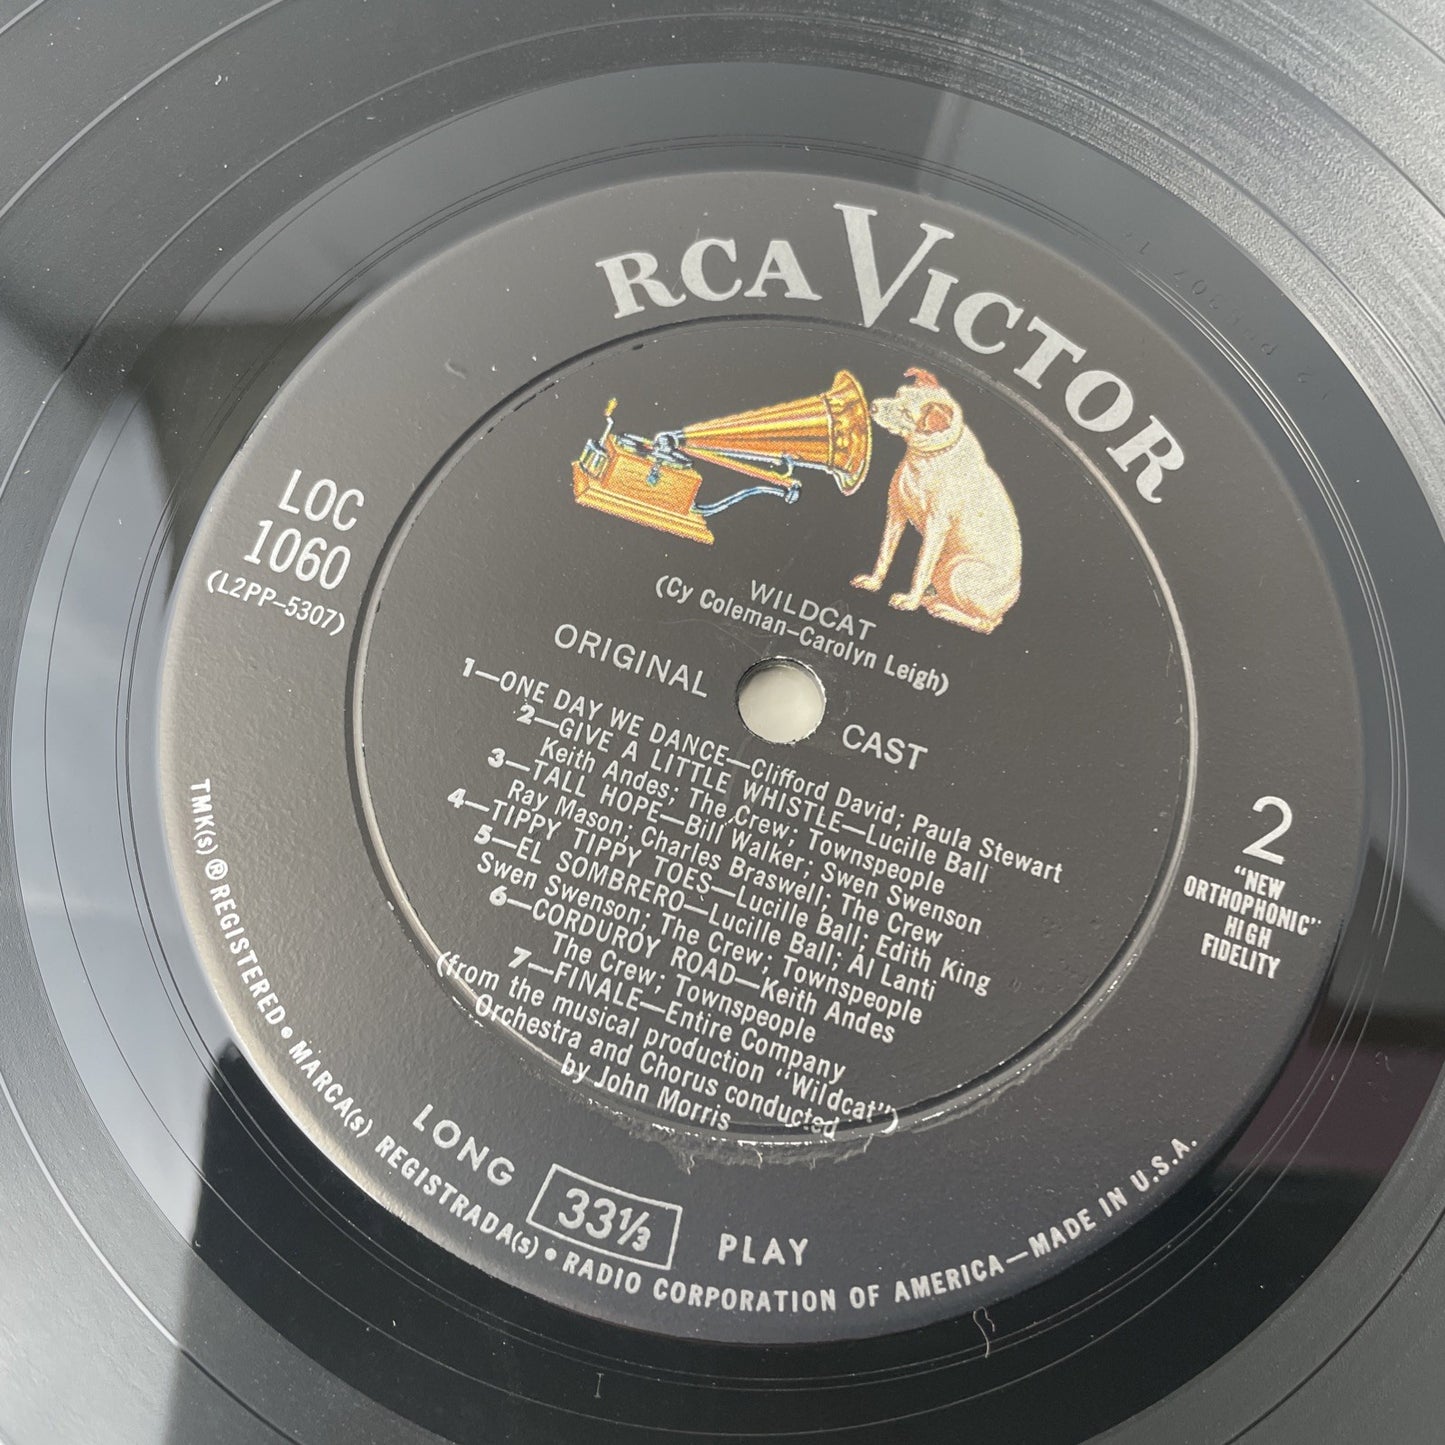 RCA VICTOR
LOC
1060
(L2PP-5307)
WILDCAT
(Cy Coleman-Carolyn Leigh)
ORIGINAL CAST
1—ONE DAY WE DANCE—Clifford David; Paula Stewart
2—GIVE A LITTLE WHISTLE—Lucille Ball
Keith Andes; The Crew; Townspeople
3—TALL HOPE—Bill Walker; Swen Swenson
Ray Mason; Charles Braswell; The Crew
4—TIPPY TIPPY TOES—Lucille Ball; Edith King
5—EL SOMBRERO—Lucille Ball; Al Lanti
Swen Swenson; The Crew; Townspeople
6—CORDUROY ROAD—Keith Andes
The Crew; Townspeople
7—FINALE—Entire Company
(from the musical production "Wildcat")
Orchestra and Chorus conducted
by John Morris
2
"NEW
ORTHOPHONIC"
HIGH
FIDELITY
LONG 33⅓ PLAY
TMK(s) ® REGISTERED • MARCA(s) REGISTRADA(s) • RADIO CORPORATION OF AMERICA—MADE IN U.S.A.